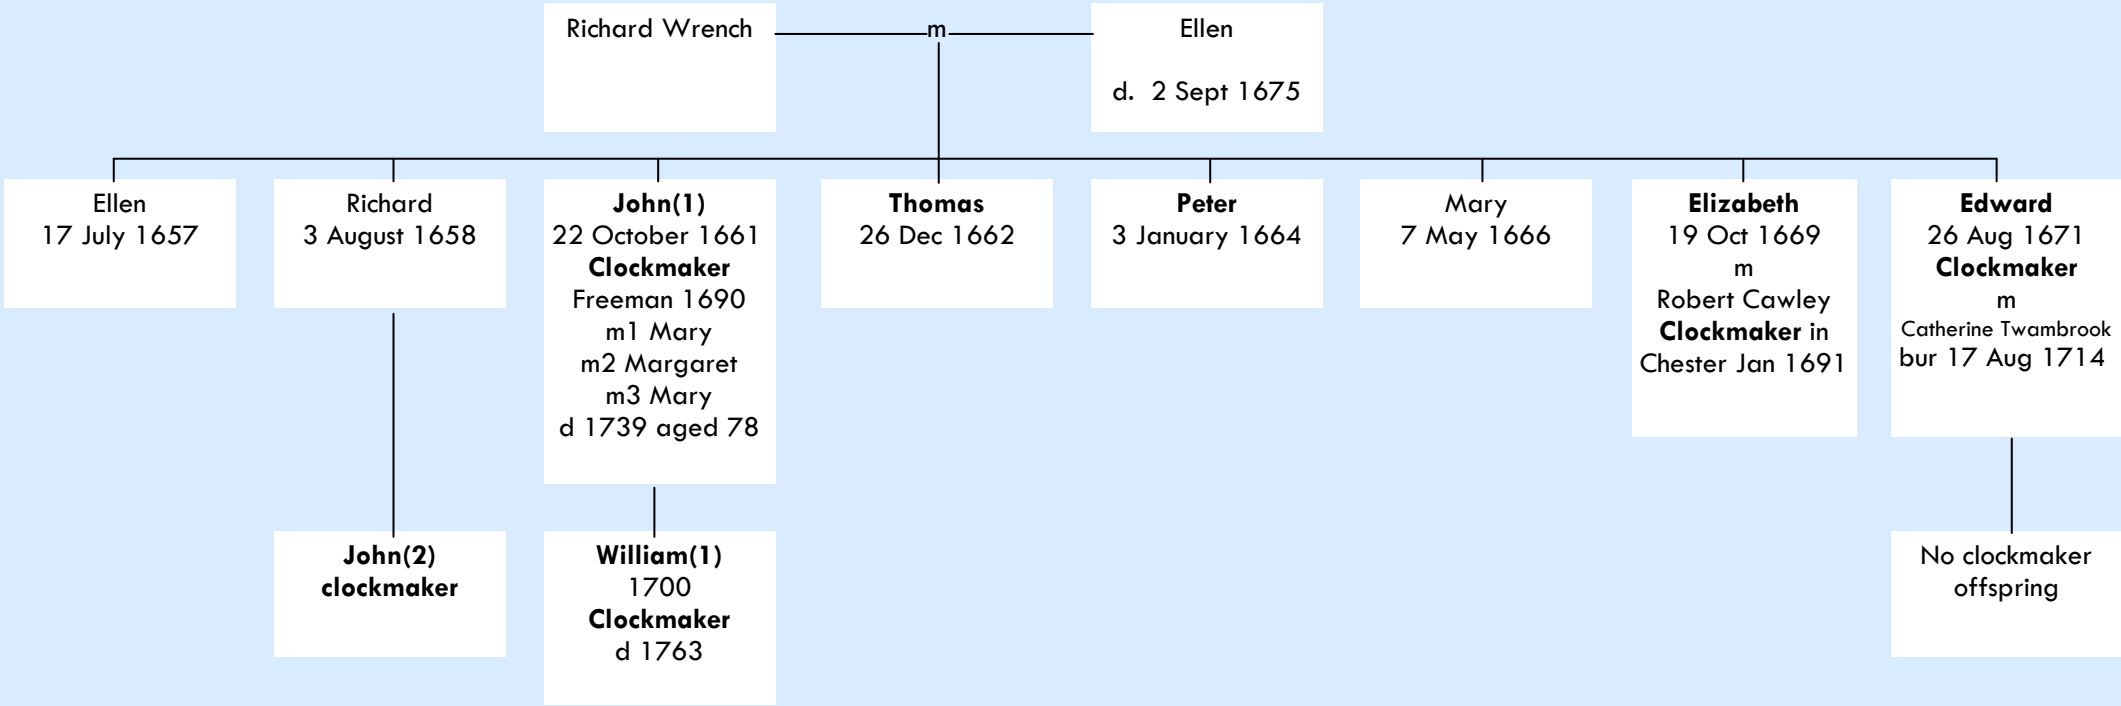 Richard Wrench
m
Ellen
d. 2 Sept 1675
Ellen
17 July 1657
Richard
3 August 1658
John(1)
22 October 1661
Clockmaker
Freeman 1690
m1 Mary
m2 Margaret
m3 Mary
d 1739 aged 78
Thomas
26 Dec 1662
Peter
3 January 1664
Mary
7 May 1666
Elizabeth
19 Oct 1669
m
Robert Cawley
Clockmaker in
Chester Jan 1691
Edward
26 Aug 1671
Clockmaker
m
Catherine Twambrook
bur 17 Aug 1714
John(2)
clockmaker
William(1)
1700
Clockmaker
d 1763
No clockmaker
offspring